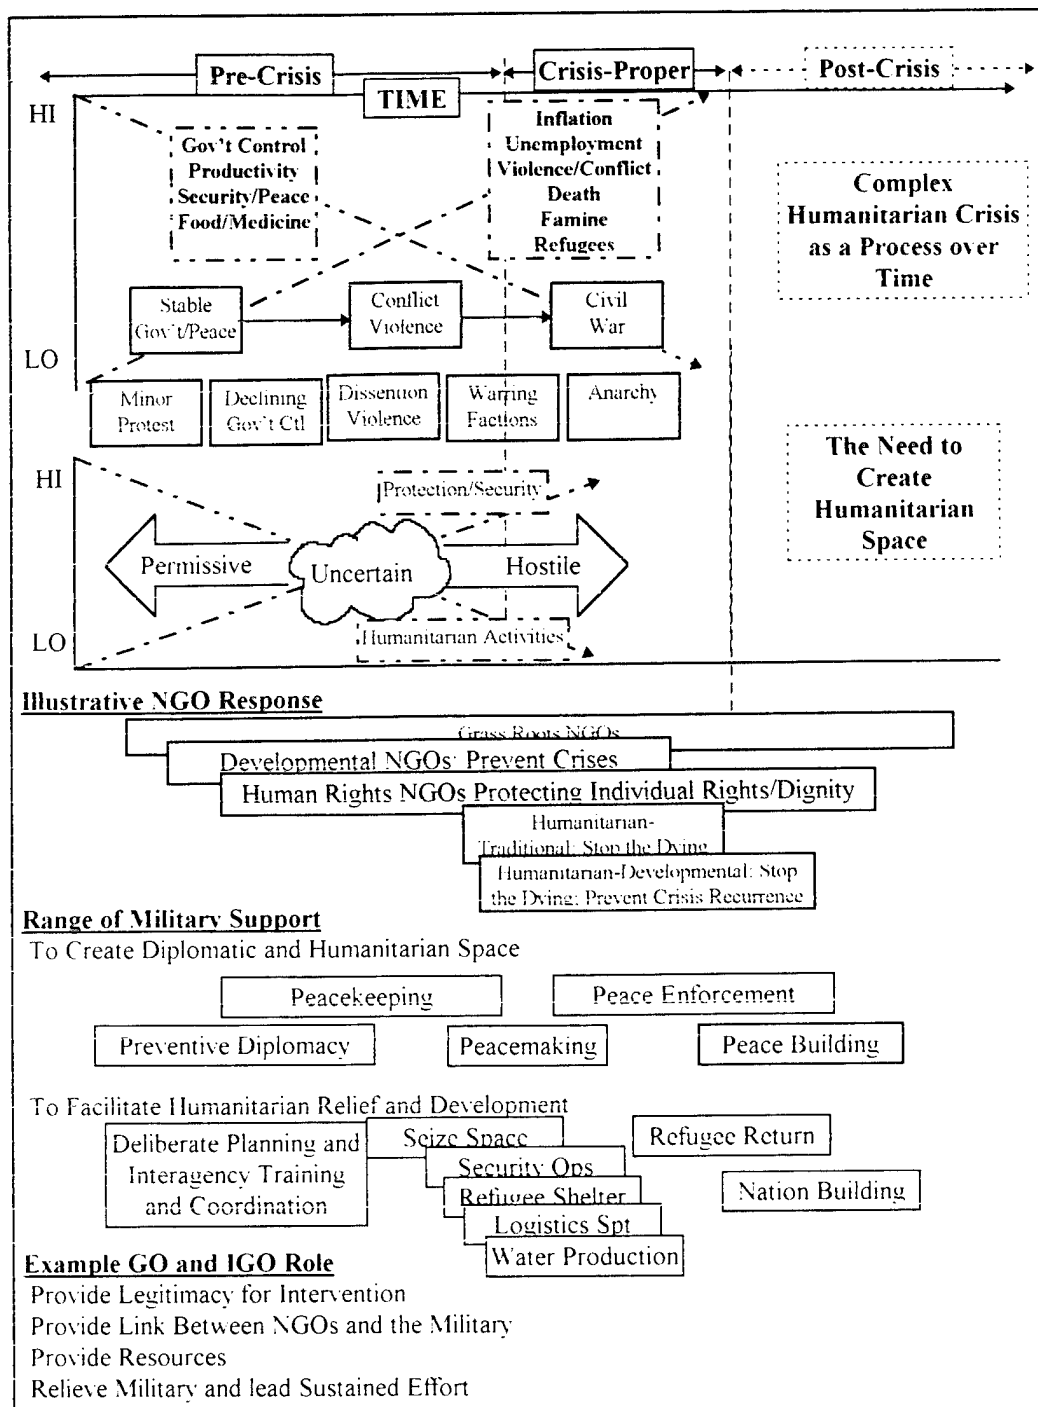 Pre-Crisis
Crisis-Proper
Post-Crisis
TIME
HI
Gov't Control
Productivity
Security/Peace
Food/Medicine
Inflation
Unemployment
Violence/Conflict
Death
Famine
Refugees
Complex
Humanitarian Crisis
as a Process over
Time
Stable
Gov't/Peace
Conflict
Violence
Civil
War
LO
Minor
Protest
Declining
Gov't Ctl
Dissention
Violence
Warring
Factions
Anarchy
HI
Protection/Security
Permissive
Uncertain
Hostile
The Need to
Create
Humanitarian
Space
LO
Humanitarian Activities
Illustrative NGO Response
Grass Roots NGOs
Developmental NGOs: Prevent Crises
Human Rights NGOs Protecting Individual Rights/Dignity
Humanitarian-
Traditional: Stop the Dying
Humanitarian-Developmental: Stop
the Dying; Prevent Crisis Recurrence
Range of Military Support
To Create Diplomatic and Humanitarian Space
Peacekeeping
Peace Enforcement
Preventive Diplomacy
Peacemaking
Peace Building
To Facilitate Humanitarian Relief and Development
Deliberate Planning and
Interagency Training
and Coordination
Seize Space
Security Ops
Refugee Shelter
Logistics Spt
Water Production
Refugee Return
Nation Building
Example GO and IGO Role
Provide Legitimacy for Intervention
Provide Link Between NGOs and the Military
Provide Resources
Relieve Military and lead Sustained Effort